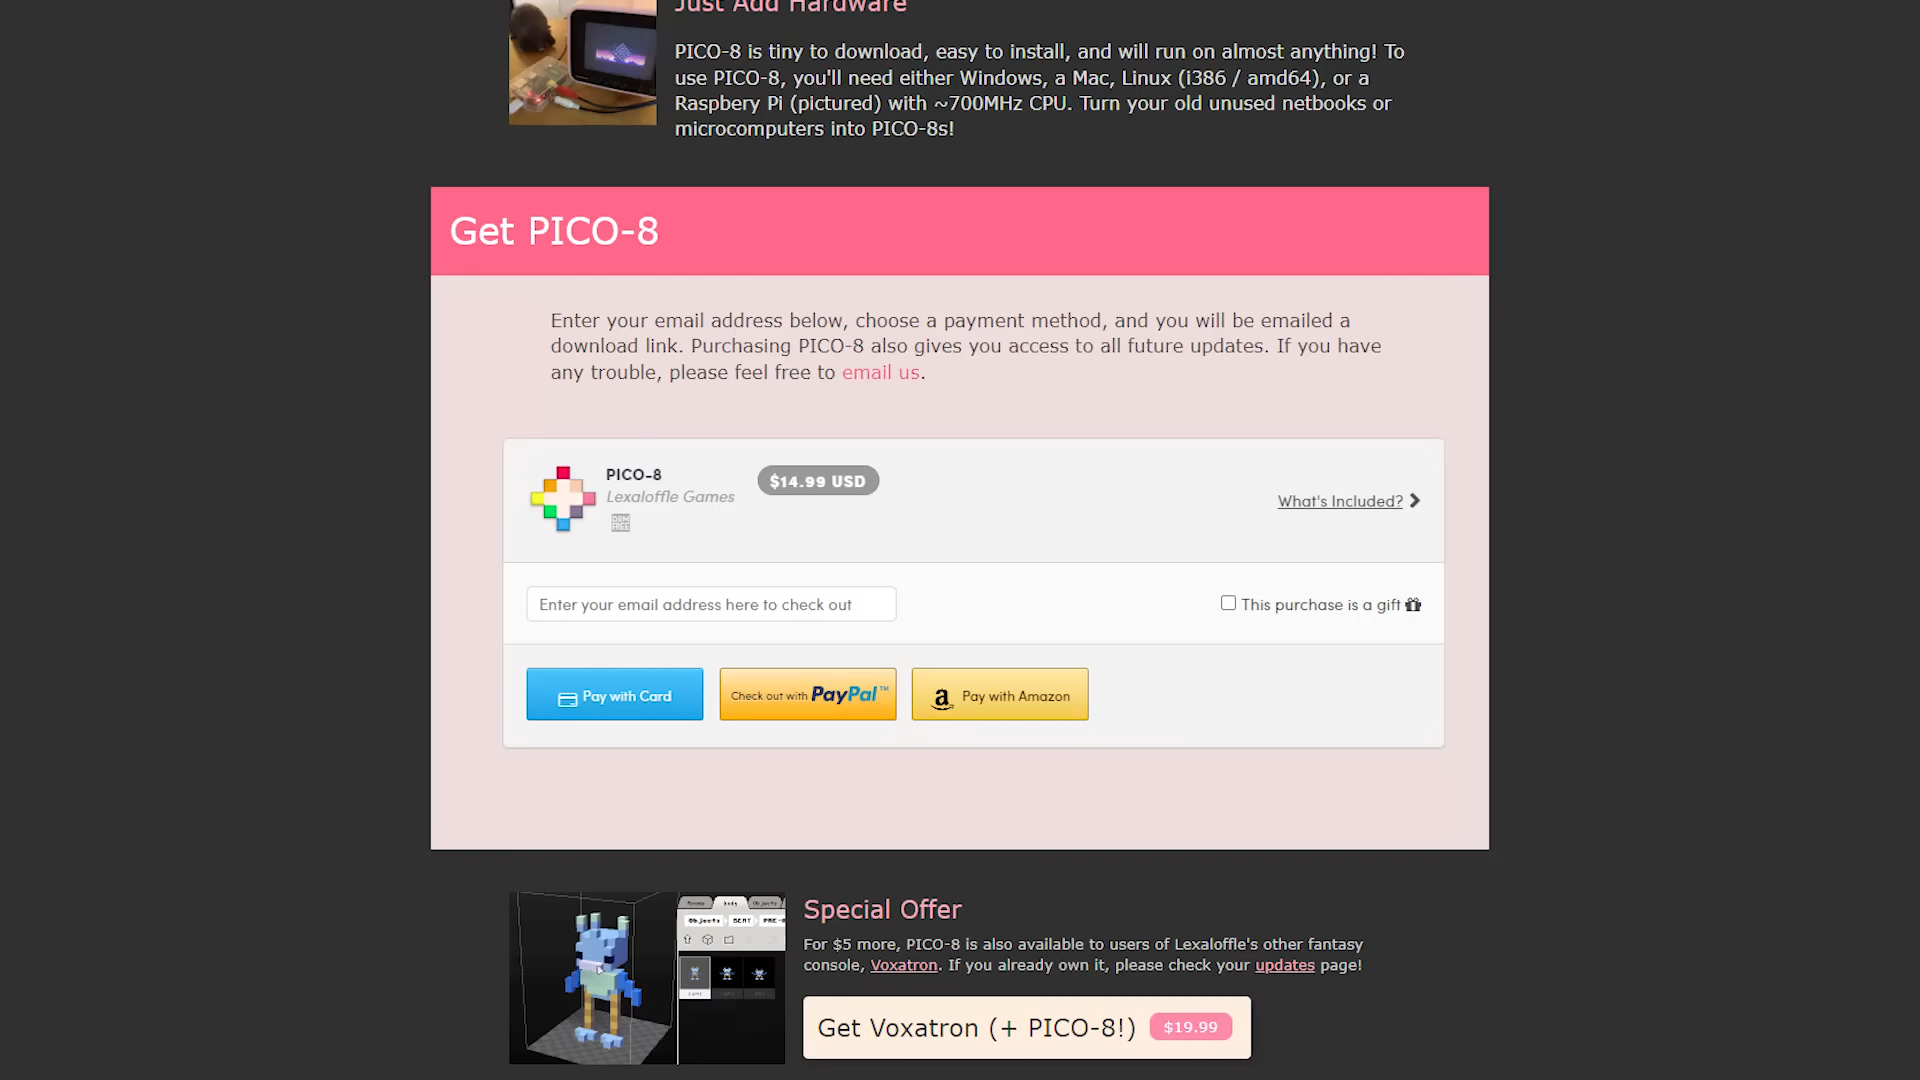 Just Add Hardware
PICO-8 is tiny to download, easy to install, and will run on almost anything! To
use PICO-8, you'll need either Windows, a Mac, Linux (i386 / amd64), or a
Raspbery Pi (pictured) with ~700MHz CPU. Turn your old unused netbooks or
microcomputers into PICO-8s!
Get PICO-8
Enter your email address below, choose a payment method, and you will be emailed a
download link. Purchasing PICO-8 also gives you access to all future updates. If you have
any trouble, please feel free to email us.
PICO-8
$14.99 USD
Lexaloffle Games
DRM
FREE
What's Included?
Enter your email address here to check out
This purchase is a gift
Pay with Card
Check out with PayPal™
a Pay with Amazon
body
Objects
Objects
BEAT
Special Offer
For $5 more, PICO-8 is also available to users of Lexaloffle's other fantasy
console, Voxatron. If you already own it, please check your updates page!
Get Voxatron (+ PICO-8!) $19.99